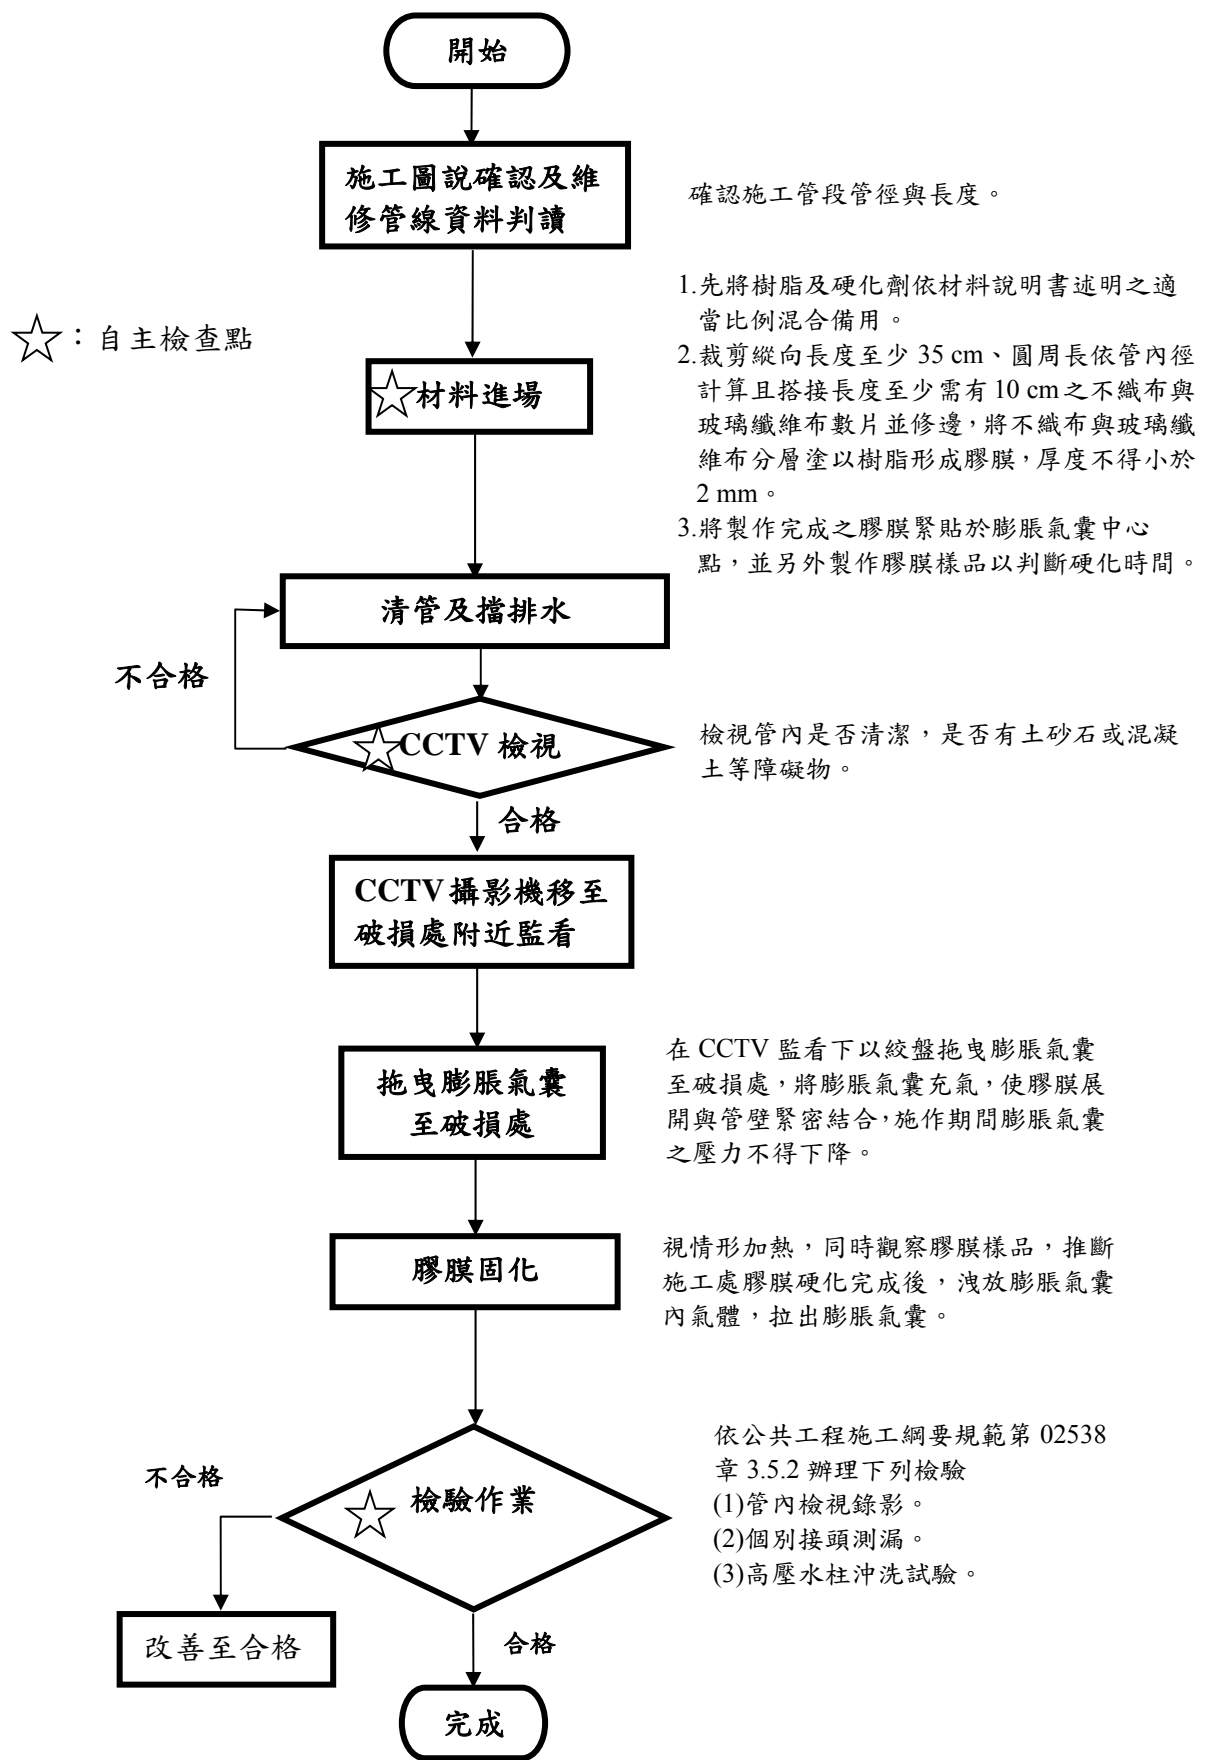 開始
施工圖說確認及維
修管線資料判讀
確認施工管段管徑與長度。
☆：自主檢查點
1.先將樹脂及硬化劑依材料說明書述明之適
當比例混合備用。
2.裁剪縱向長度至少 35 cm、圓周長依管內徑
計算且搭接長度至少需有 10 cm 之不織布與
玻璃纖維布數片並修邊，將不織布與玻璃纖
維布分層塗以樹脂形成膠膜，厚度不得小於
2 mm。
3.將製作完成之膠膜緊貼於膨脹氣囊中心
點，並另外製作膠膜樣品以判斷硬化時間。
☆材料進場
清管及擋排水
不合格
☆CCTV 檢視
檢視管內是否清潔，是否有土砂石或混凝
土等障礙物。
合格
CCTV 攝影機移至
破損處附近監看
拖曳膨脹氣囊
至破損處
在 CCTV 監看下以絞盤拖曳膨脹氣囊
至破損處，將膨脹氣囊充氣，使膠膜展
開與管壁緊密結合，施作期間膨脹氣囊
之壓力不得下降。
膠膜固化
視情形加熱，同時觀察膠膜樣品，推斷
施工處膠膜硬化完成後，洩放膨脹氣囊
內氣體，拉出膨脹氣囊。
不合格
☆檢驗作業
依公共工程施工綱要規範第 02538
章 3.5.2 辦理下列檢驗
(1)管內檢視錄影。
(2)個別接頭測漏。
(3)高壓水柱沖洗試驗。
改善至合格
合格
完成